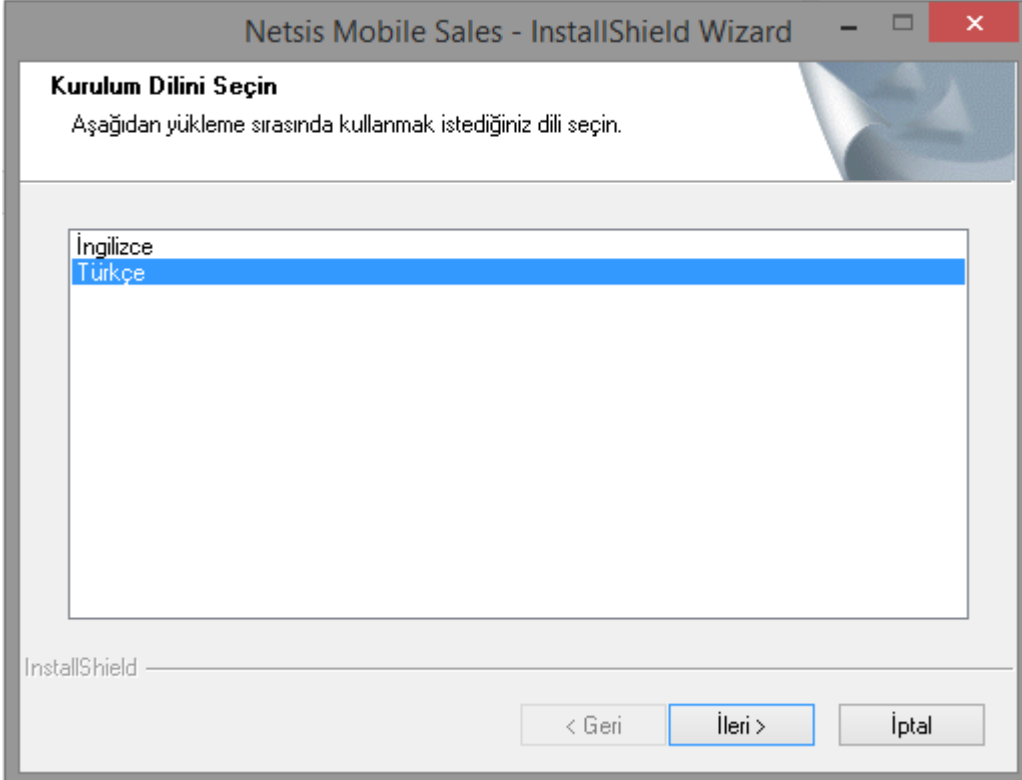 Netsis Mobile Sales - InstallShield Wizard
Kurulum Dilini Seçin
Aşağıdan yükleme sırasında kullanmak istediğiniz dili seçin.
İngilizce
Türkçe
InstallShield
< Geri
İleri >
İptal